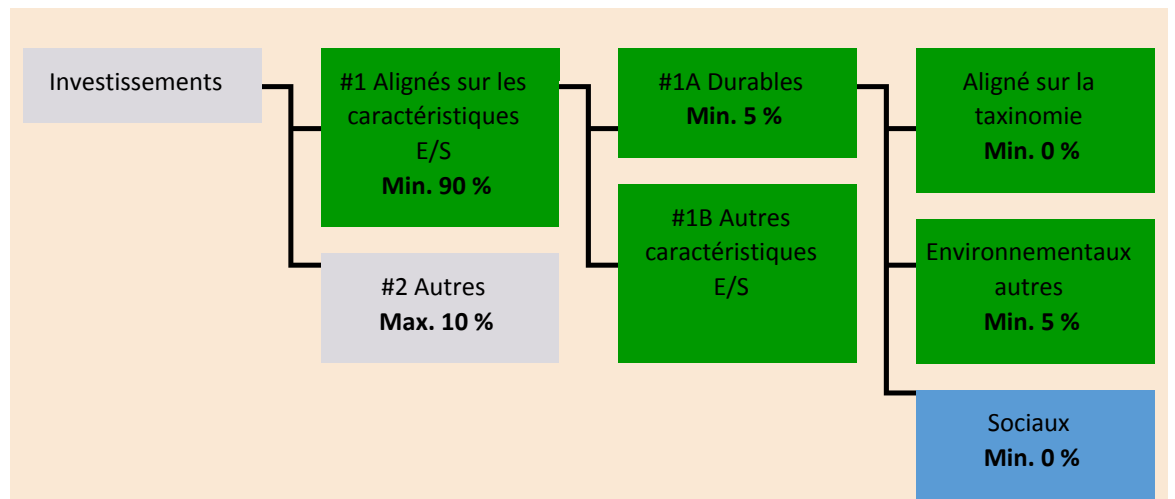 Investissements
#1 Alignés sur les
caractéristiques
E/S
Min. 90 %
#2 Autres
Max. 10 %
#1A Durables
Min. 5 %
#1B Autres
caractéristiques
E/S
Aligné sur la
taxinomie
Min. 0 %
Environnementaux
autres
Min. 5 %
Sociaux
Min. 0 %